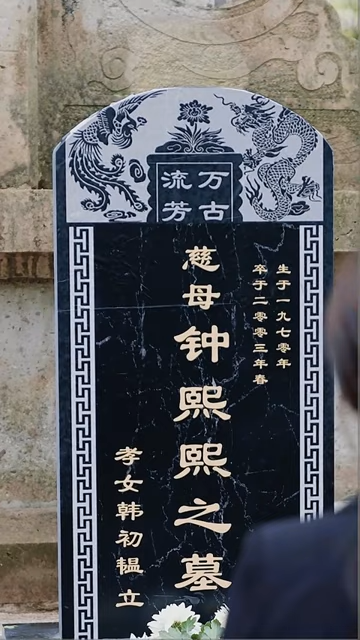 万古
流芳
生于一九七零年
卒于二零零三年春
慈母钟熙熙之墓
孝女韩初韫立